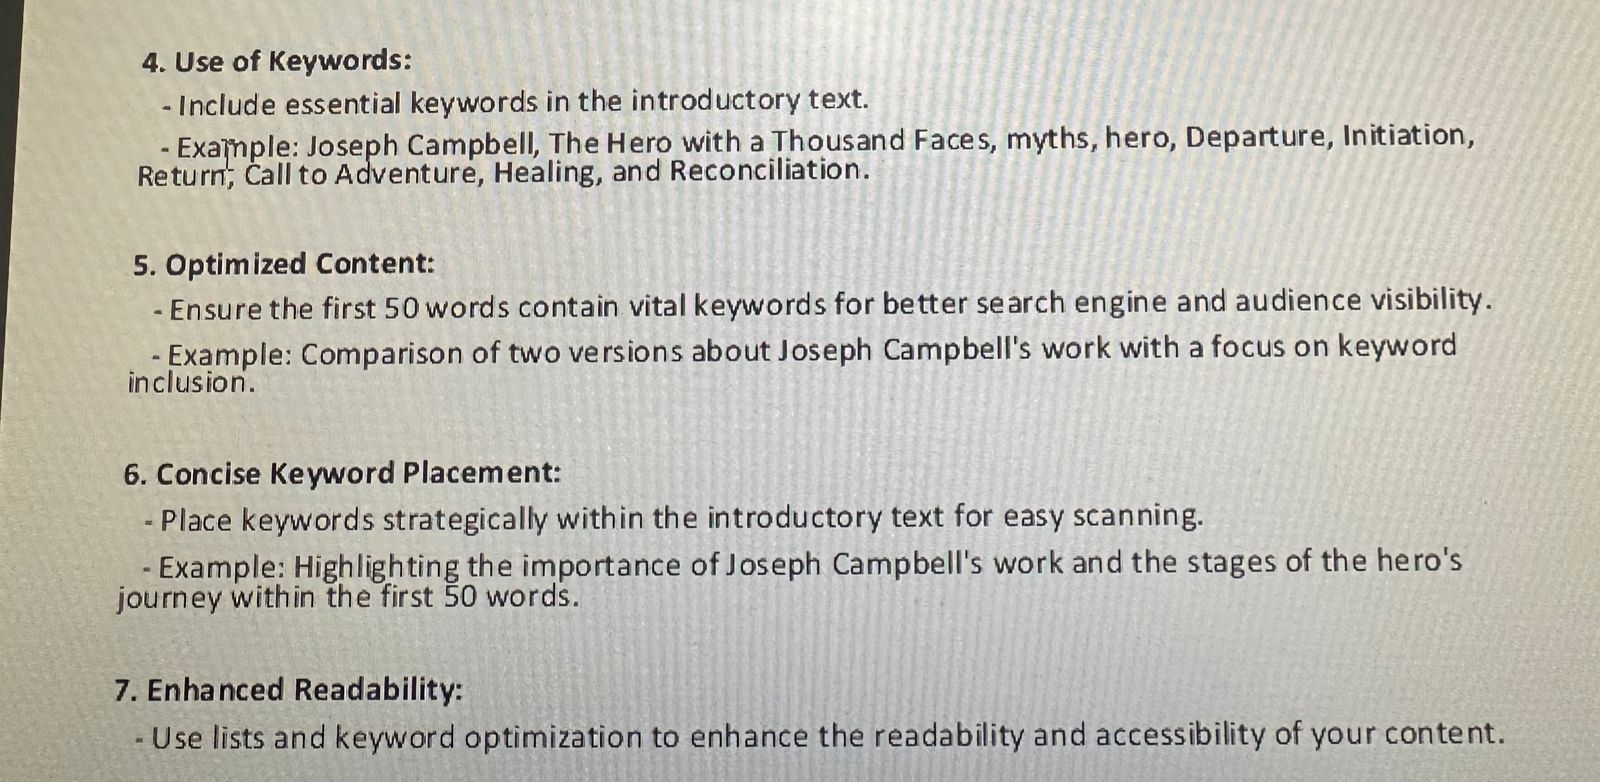 4. Use of Keywords:
- Include essential keywords in the introductory text.
- Example: Joseph Campbell, The Hero with a Thousand Faces, myths, hero, Departure, Initiation,
Return, Call to Adventure, Healing, and Reconciliation.
5. Optimized Content:
- Ensure the first 50 words contain vital keywords for better search engine and audience visibility.
- Example: Comparison of two versions about Joseph Campbell's work with a focus on keyword
inclusion.
6. Concise Keyword Placement:
- Place keywords strategically within the introductory text for easy scanning.
- Example: Highlighting the importance of Joseph Campbell's work and the stages of the hero's
journey within the first 50 words.
7. Enhanced Readability:
- Use lists and keyword optimization to enhance the readability and accessibility of your content.